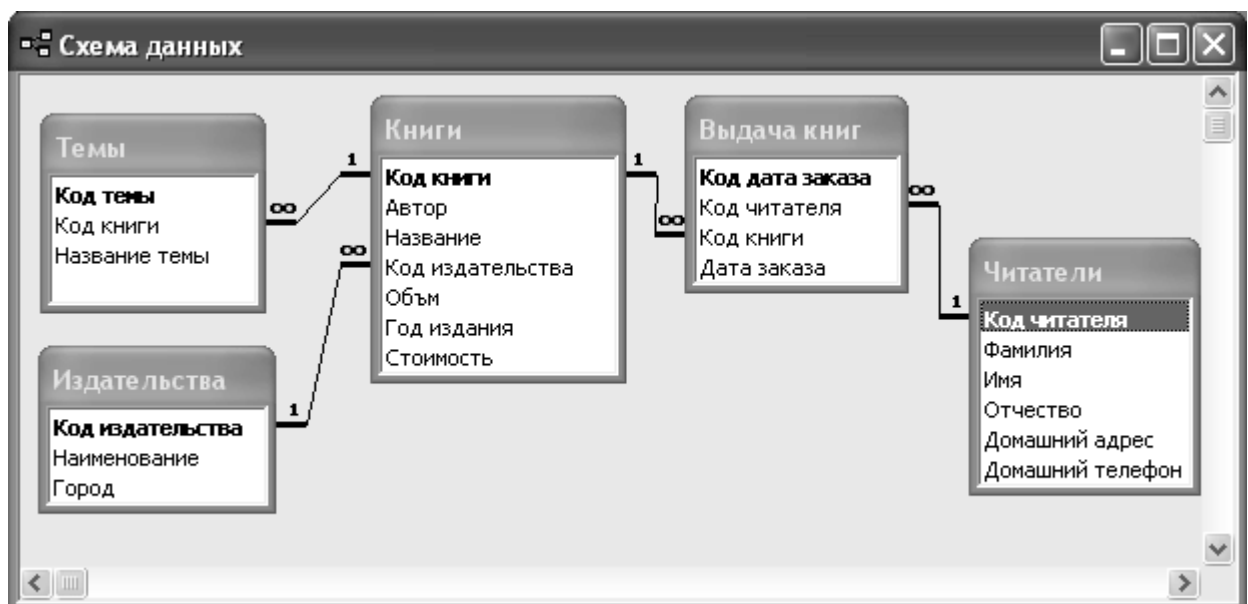 Схема данных
Темы
Код темы
Код книги
Название темы
Издательства
Код издательства
Наименование
Город
Книги
Код книги
Автор
Название
Код издательства
Объм
Год издания
Стоимость
Выдача книг
Код дата заказа
Код читателя
Код книги
Дата заказа
Читатели
Код читателя
Фамилия
Имя
Отчество
Домашний адрес
Домашний телефон
1
∞
∞
1
1
∞
∞
1